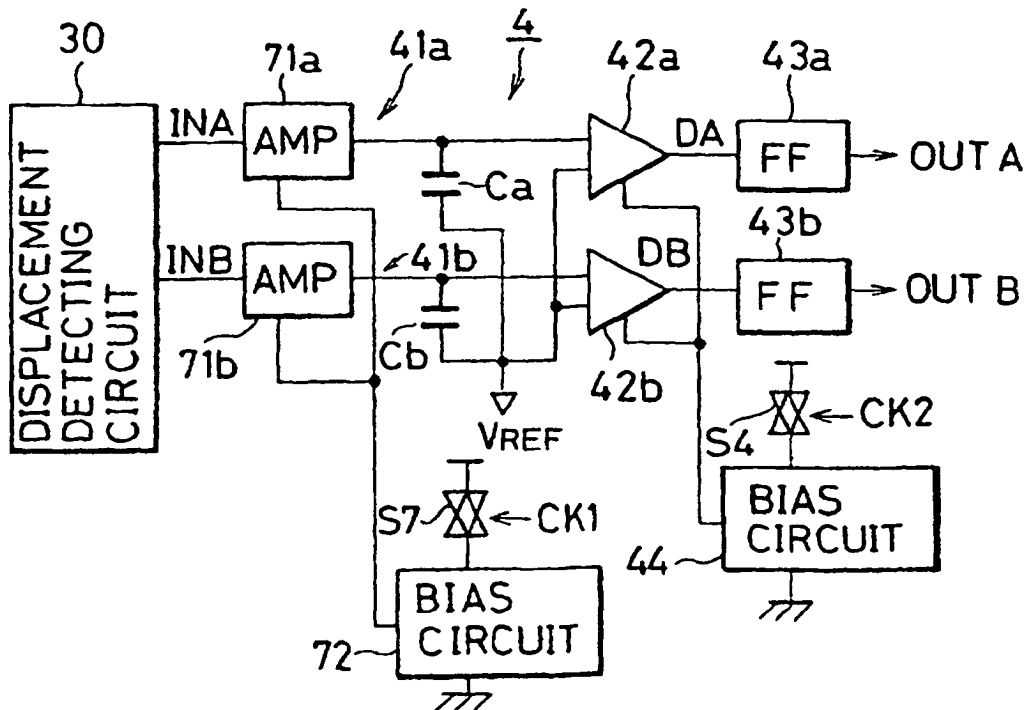 30
71a
41a
4
42a
43a
INA
AMP
DA
FF
OUT A
Ca
DISPLACEMENT
DETECTING
CIRCUIT
INB
AMP
41b
DB
43b
FF
OUT B
71b
Cb
42b
VREF
S4
CK2
S7
CK1
BIAS
CIRCUIT
44
BIAS
CIRCUIT
72